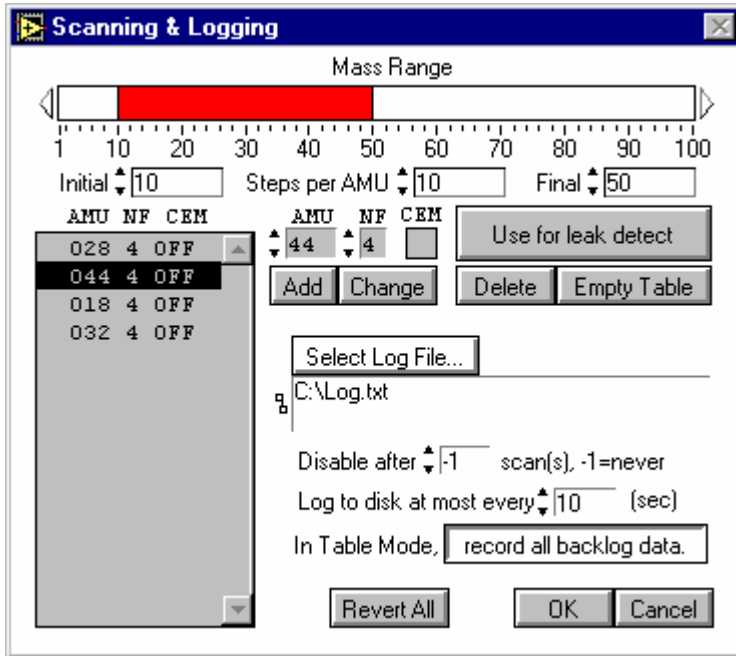 Scanning & Logging
Mass Range
1 10 20 30 40 50 60 70 80 90 100
Initial 10 Steps per AMU 10 Final 50
AMU NF CEM
028 4 OFF
044 4 OFF
018 4 OFF
032 4 OFF
AMU NF CEM
44 4
Use for leak detect
Add Change Delete Empty Table
Select Log File...
C:\Log.txt
Disable after -1 scan(s), -1=never
Log to disk at most every 10 (sec)
In Table Mode, record all backlog data.
Revert All OK Cancel